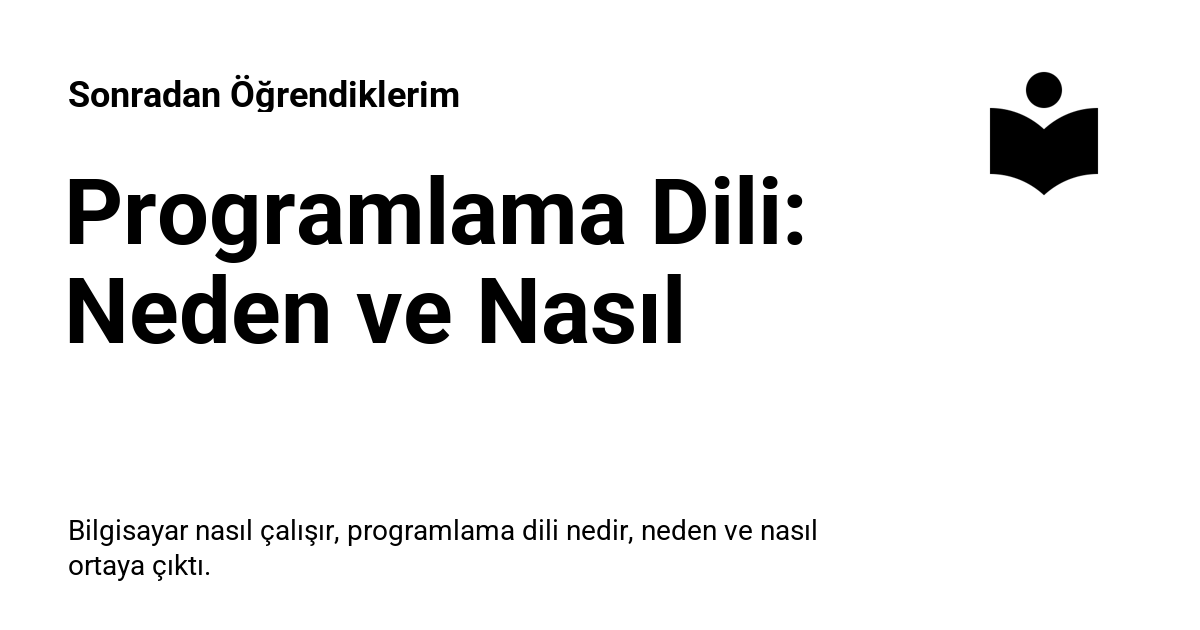 Sonradan Öğrendiklerim
Programlama Dili:
Neden ve Nasıl
Bilgisayar nasıl çalışır, programlama dili nedir, neden ve nasıl
ortaya çıktı.